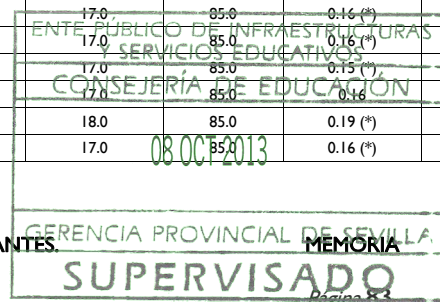 17.0 85.0 0.16 (*)
ENTE PÚBLICO DE INFRAESTRUCTURAS
17.0 85.0 0.16 (*)
Y SERVICIOS EDUCATIVOS
17.0 85.0 0.15 (*)
CONSEJERÍA DE EDUCACIÓN
17.0 85.0 0.16
18.0 85.0 0.19 (*)
17.0 85.0 0.16 (*)
08 OCT 2013
GERENCIA PROVINCIAL DE SEVILLA
ANTES. MEMORIA
SUPERVISADO
Página 83